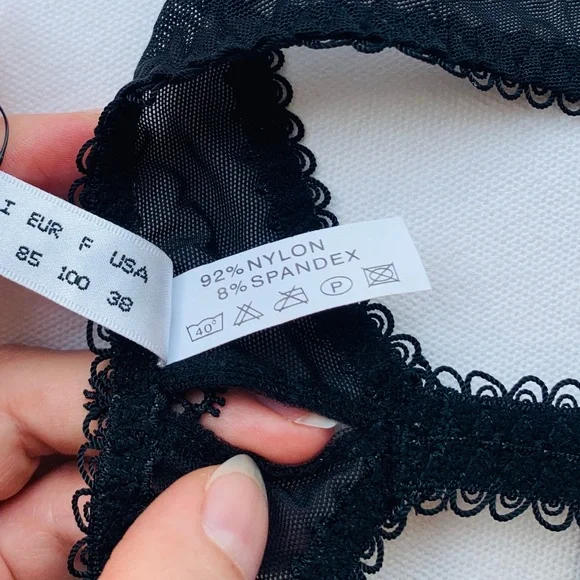 I EUR F USA
85 100 38
92% NYLON
8% SPANDEX
40° P